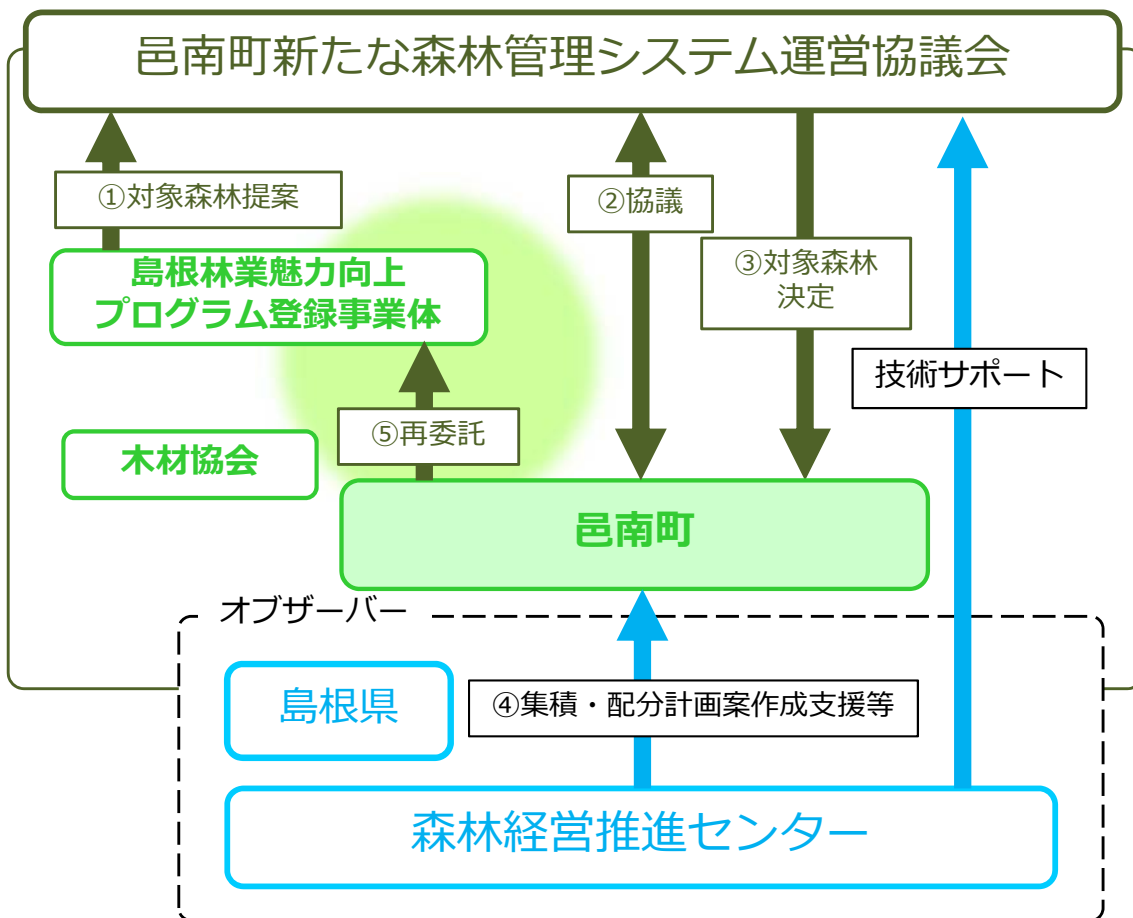 邑南町新たな森林管理システム運営協議会
①対象森林提案
②協議
③対象森林
決定
島根林業魅力向上
プログラム登録事業体
技術サポート
⑤再委託
木材協会
邑南町
オブザーバー
島根県
④集積・配分計画案作成支援等
森林経営推進センター